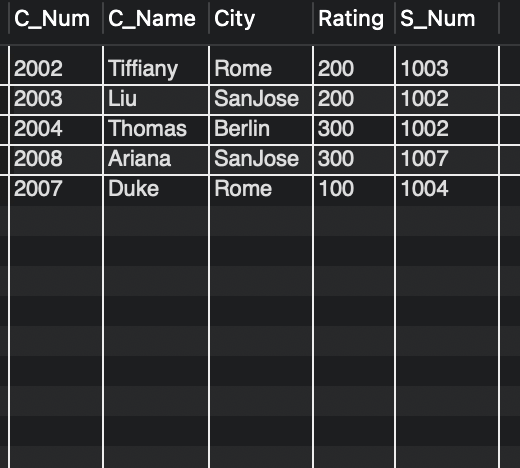 C_Num C_Name City Rating S_Num
2002 Tiffiany Rome 200 1003
2003 Liu SanJose 200 1002
2004 Thomas Berlin 300 1002
2008 Ariana SanJose 300 1007
2007 Duke Rome 100 1004